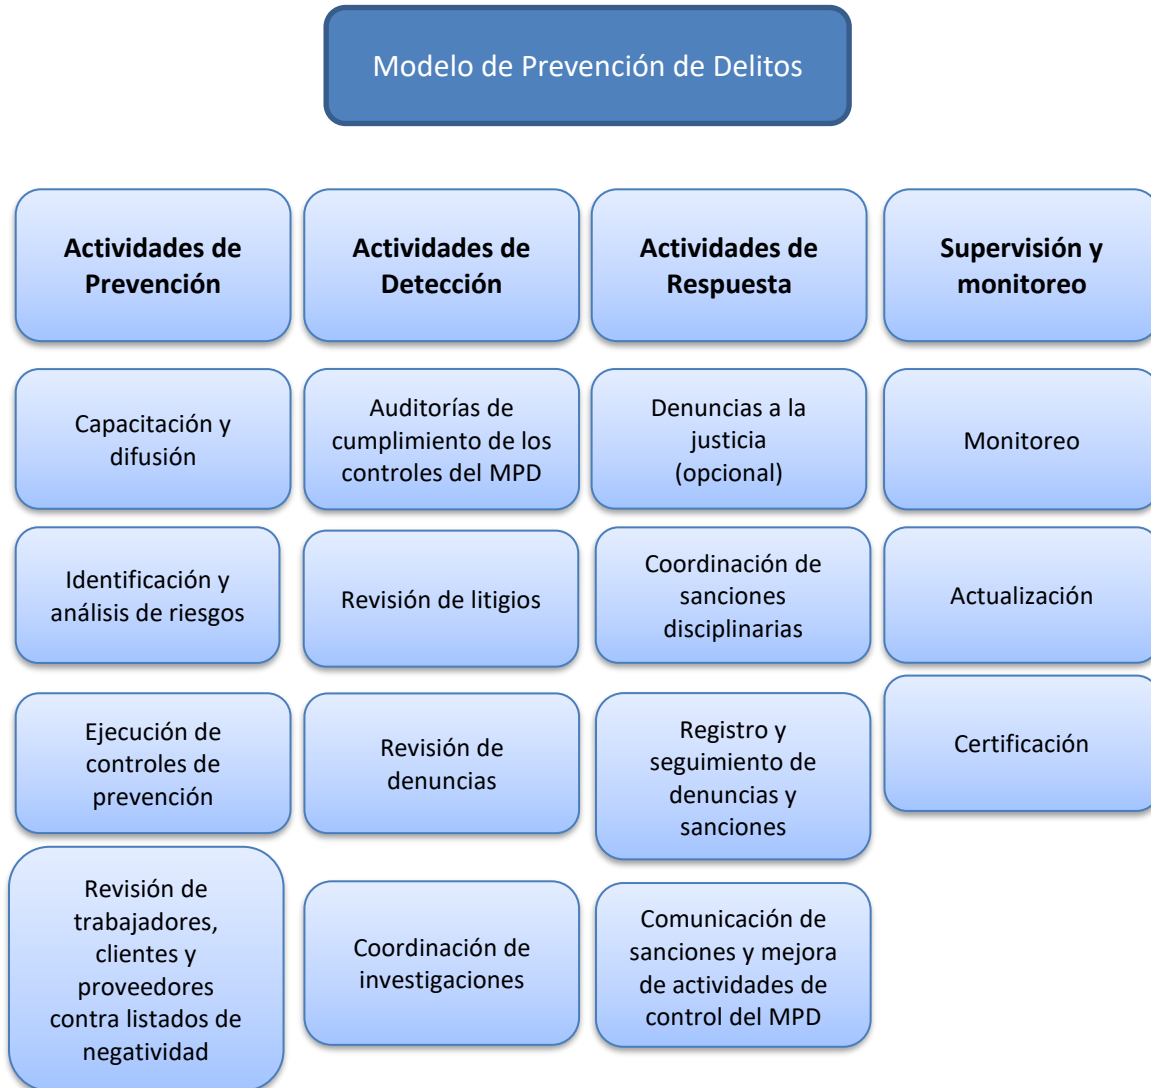 Modelo de Prevención de Delitos
Actividades de
Prevención
Actividades de
Detección
Actividades de
Respuesta
Supervisión y
monitoreo
Capacitación y
difusión
Auditorías de
cumplimiento de los
controles del MPD
Denuncias a la
justicia
(opcional)
Monitoreo
Identificación y
análisis de riesgos
Revisión de litigios
Coordinación de
sanciones
disciplinarias
Actualización
Ejecución de
controles de
prevención
Revisión de
denuncias
Registro y
seguimiento de
denuncias y
sanciones
Certificación
Revisión de
trabajadores,
clientes y
proveedores
contra listados de
negatividad
Coordinación de
investigaciones
Comunicación de
sanciones y mejora
de actividades de
control del MPD